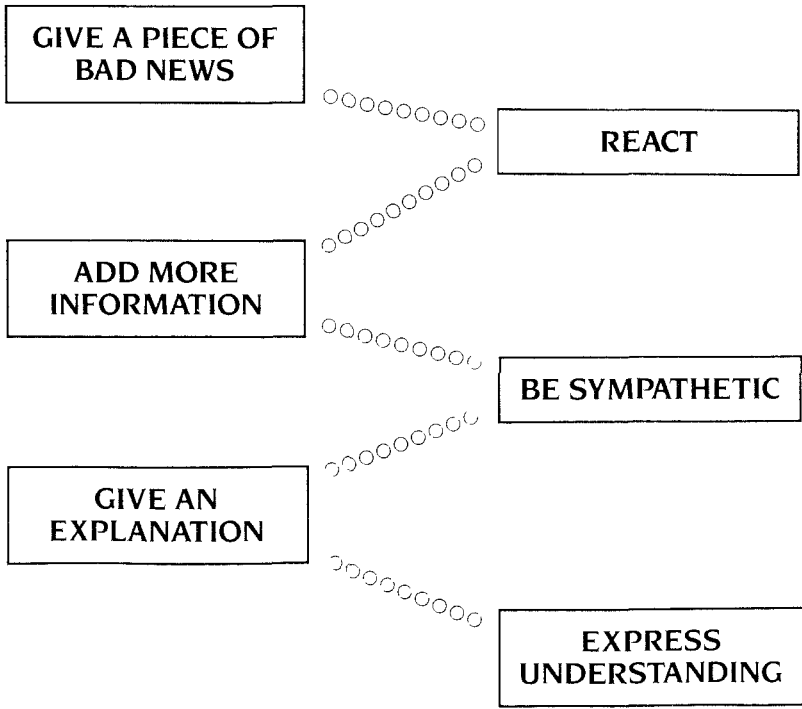 GIVE A PIECE OF
BAD NEWS
REACT
ADD MORE
INFORMATION
BE SYMPATHETIC
GIVE AN
EXPLANATION
EXPRESS
UNDERSTANDING